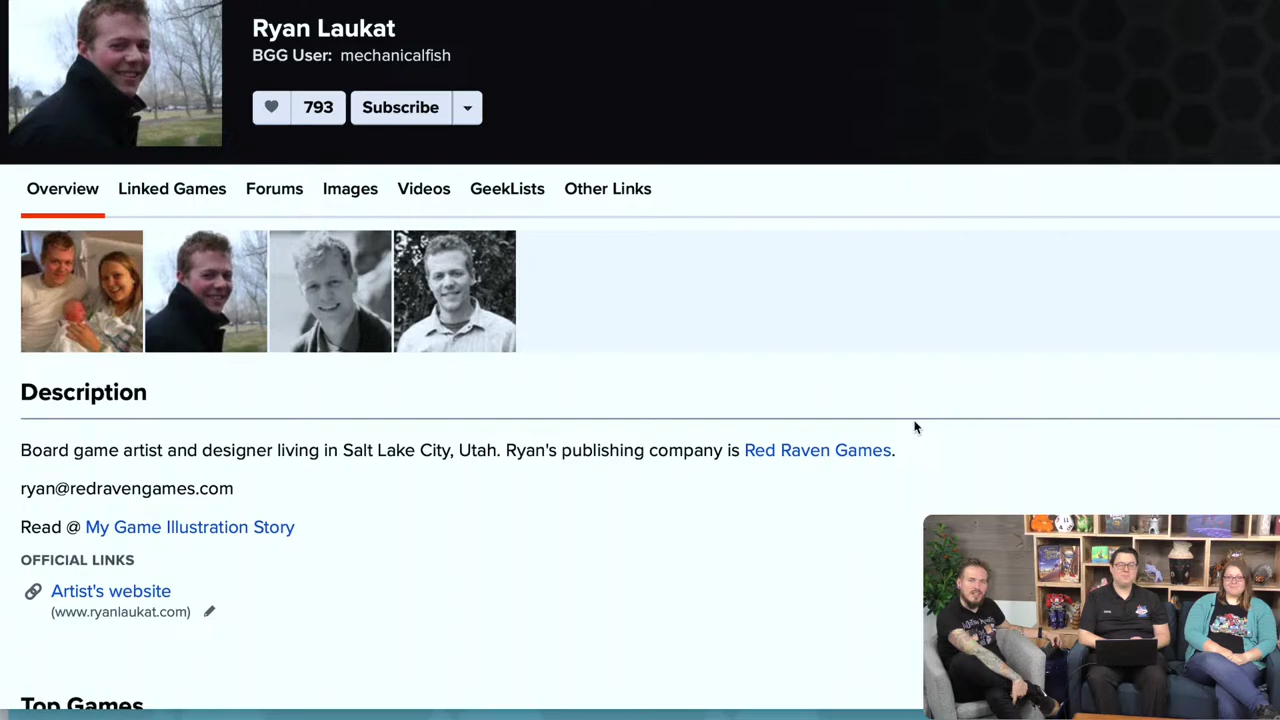 Ryan Laukat
BGG User: mechanicalfish
793
Subscribe
Overview
Linked Games
Forums
Images
Videos
GeekLists
Other Links
Description
Board game artist and designer living in Salt Lake City, Utah. Ryan's publishing company is Red Raven Games.
ryan@redravengames.com
Read @ My Game Illustration Story
OFFICIAL LINKS
Artist's website
(www.ryanlaukat.com)
Top Games